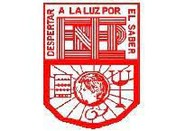 DESPERTAR A LA LUZ POR EL SABER
ENP